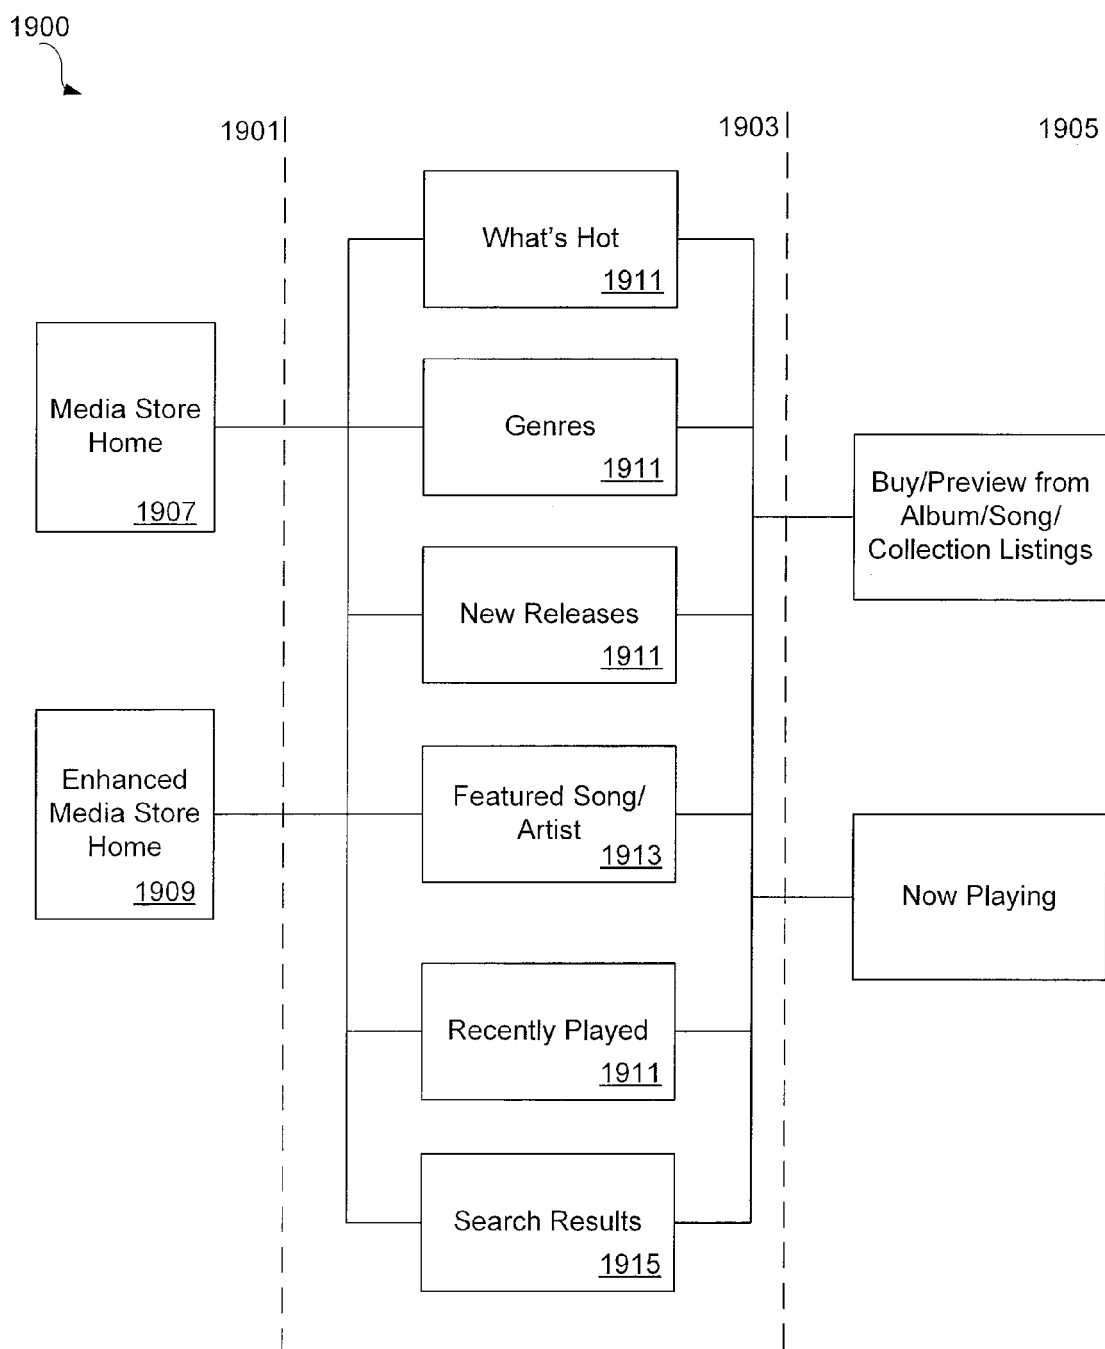 1900
1901
1903
1905
What's Hot
1911
Media Store
Home
1907
Genres
1911
Buy/Preview from
Album/Song/
Collection Listings
New Releases
1911
Enhanced
Media Store
Home
1909
Featured Song/
Artist
1913
Now Playing
Recently Played
1911
Search Results
1915